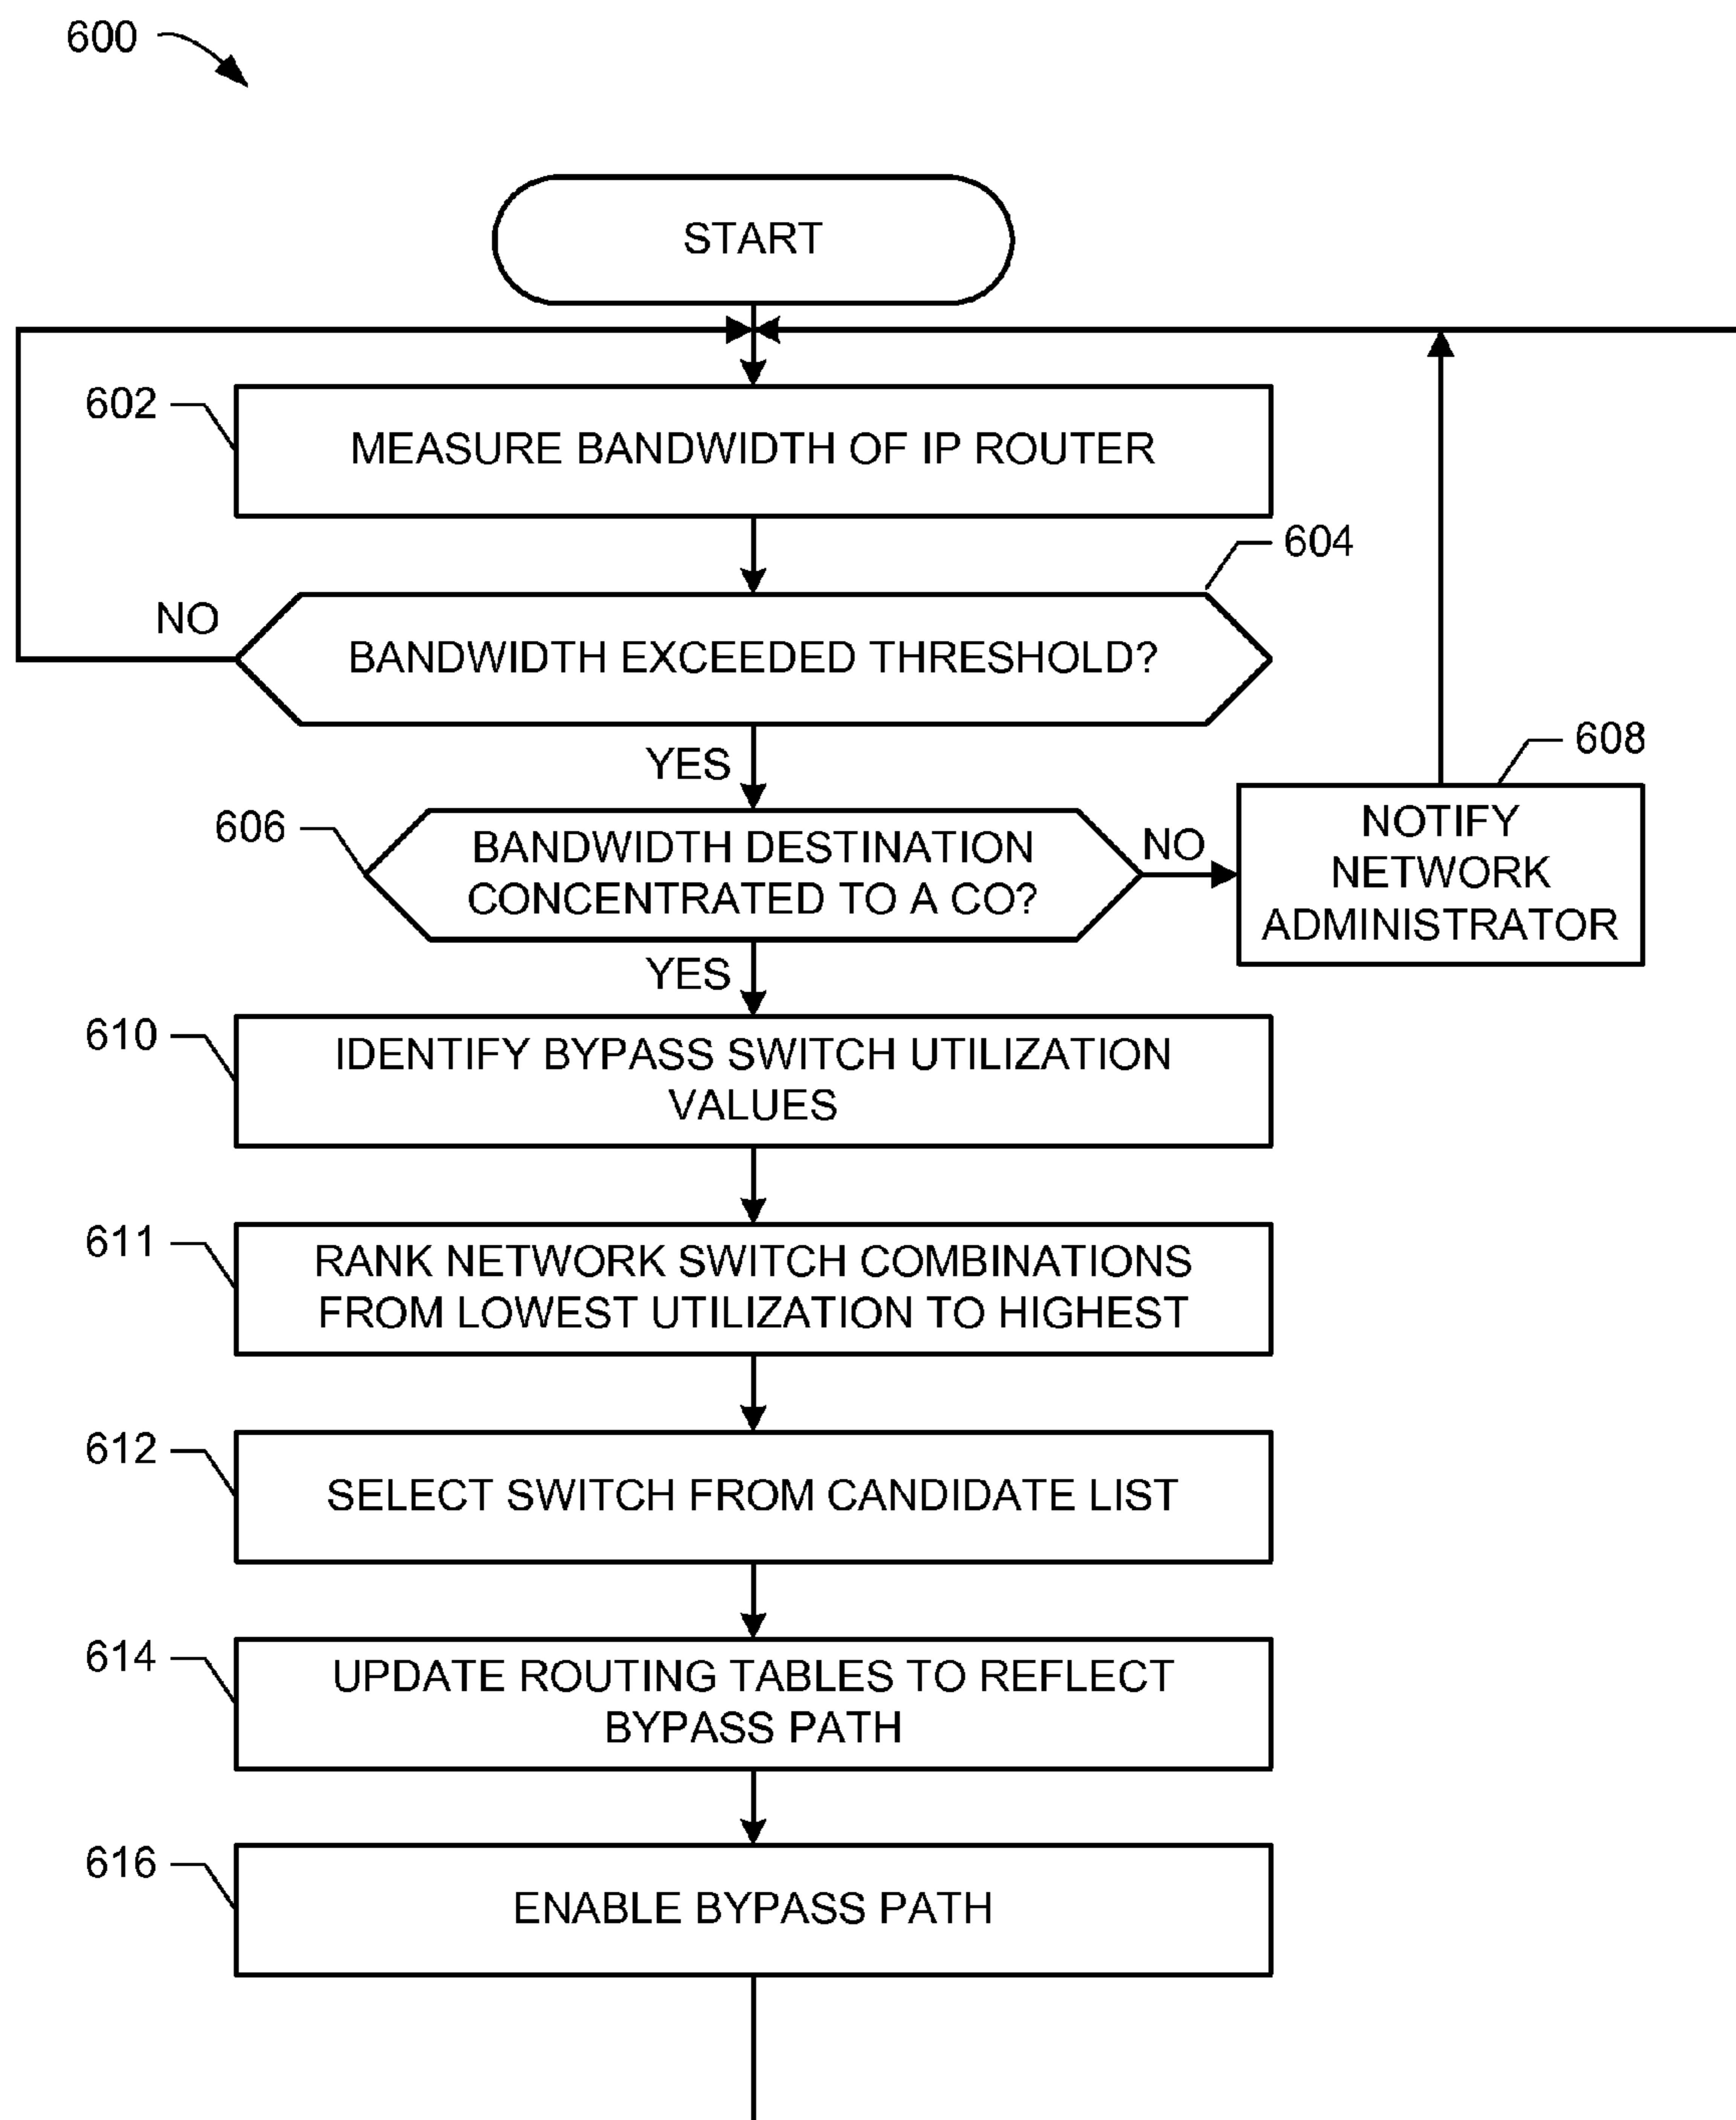 600
START
602
MEASURE BANDWIDTH OF IP ROUTER
604
NO
BANDWIDTH EXCEEDED THRESHOLD?
YES
608
606
BANDWIDTH DESTINATION
CONCENTRATED TO A CO?
NO
NOTIFY
NETWORK
ADMINISTRATOR
YES
610
IDENTIFY BYPASS SWITCH UTILIZATION
VALUES
611
RANK NETWORK SWITCH COMBINATIONS
FROM LOWEST UTILIZATION TO HIGHEST
612
SELECT SWITCH FROM CANDIDATE LIST
614
UPDATE ROUTING TABLES TO REFLECT
BYPASS PATH
616
ENABLE BYPASS PATH